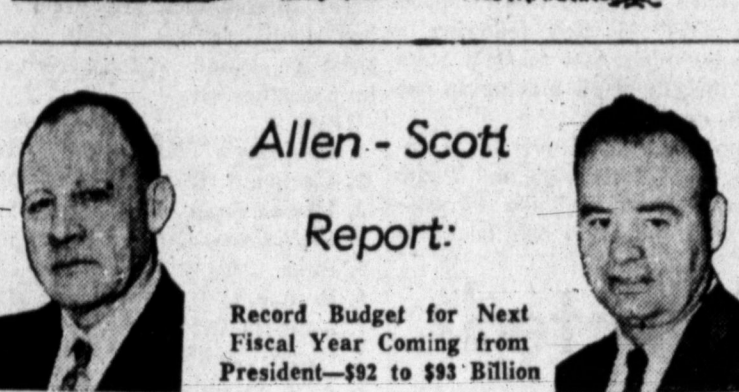 Allen - Scott
Report:
Record Budget for Next
Fiscal Year Coming from
President—$92 to $93 Billion